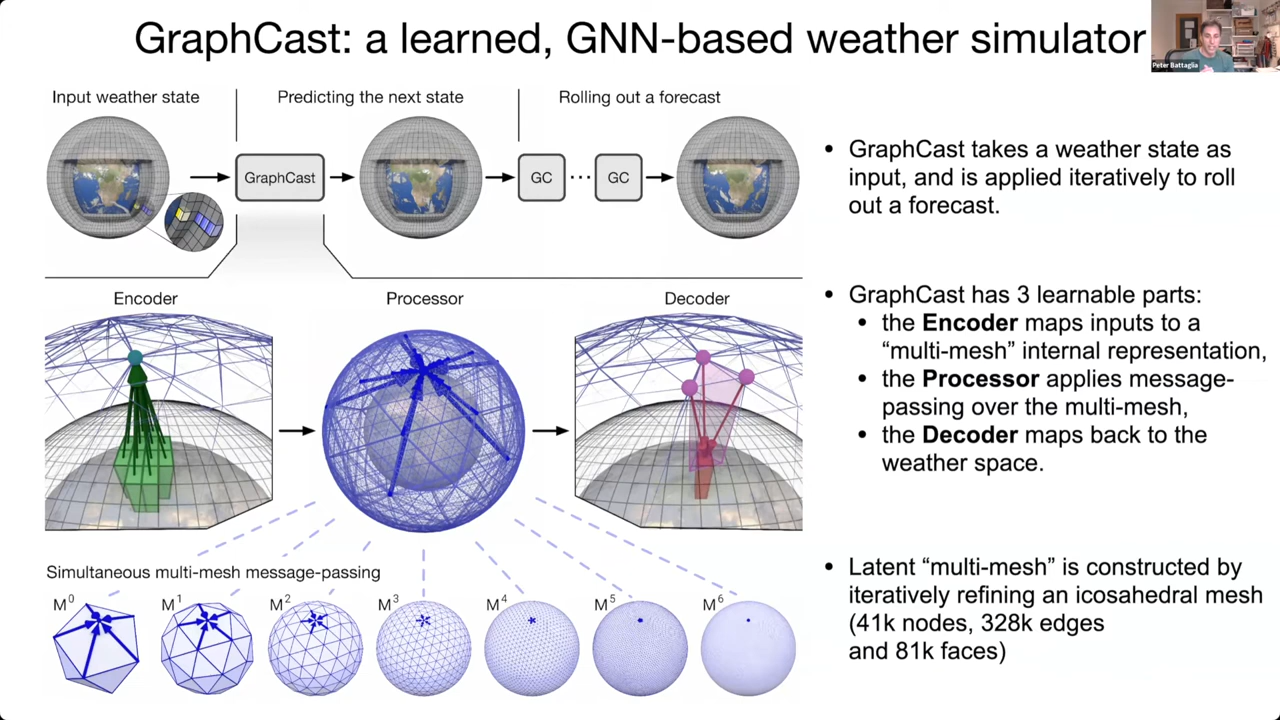 GraphCast: a learned, GNN-based weather simulator
Peter Battaglia
Input weather state
Predicting the next state
Rolling out a forecast
GraphCast
GC
...
GC
Encoder
Processor
Decoder
Simultaneous multi-mesh message-passing
M⁰
M¹
M²
M³
M⁴
M⁵
M⁶
• GraphCast takes a weather state as
input, and is applied iteratively to roll
out a forecast.
• GraphCast has 3 learnable parts:
• the Encoder maps inputs to a
“multi-mesh” internal representation,
• the Processor applies message-
passing over the multi-mesh,
• the Decoder maps back to the
weather space.
• Latent “multi-mesh” is constructed by
iteratively refining an icosahedral mesh
(41k nodes, 328k edges
and 81k faces)